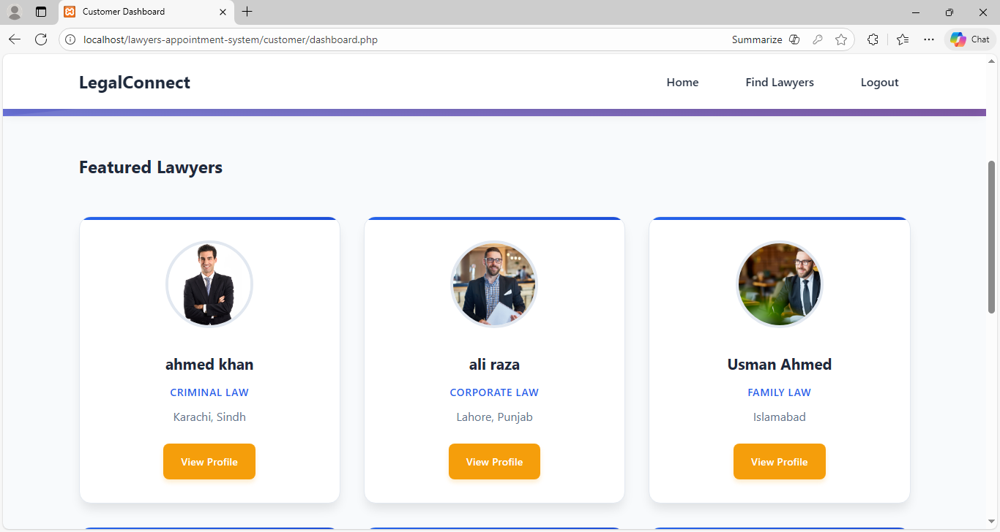 Customer Dashboard
localhost/lawyers-appointment-system/customer/dashboard.php
Summarize
Chat
LegalConnect
Home
Find Lawyers
Logout
Featured Lawyers
ahmed khan
CRIMINAL LAW
Karachi, Sindh
View Profile
ali raza
CORPORATE LAW
Lahore, Punjab
View Profile
Usman Ahmed
FAMILY LAW
Islamabad
View Profile